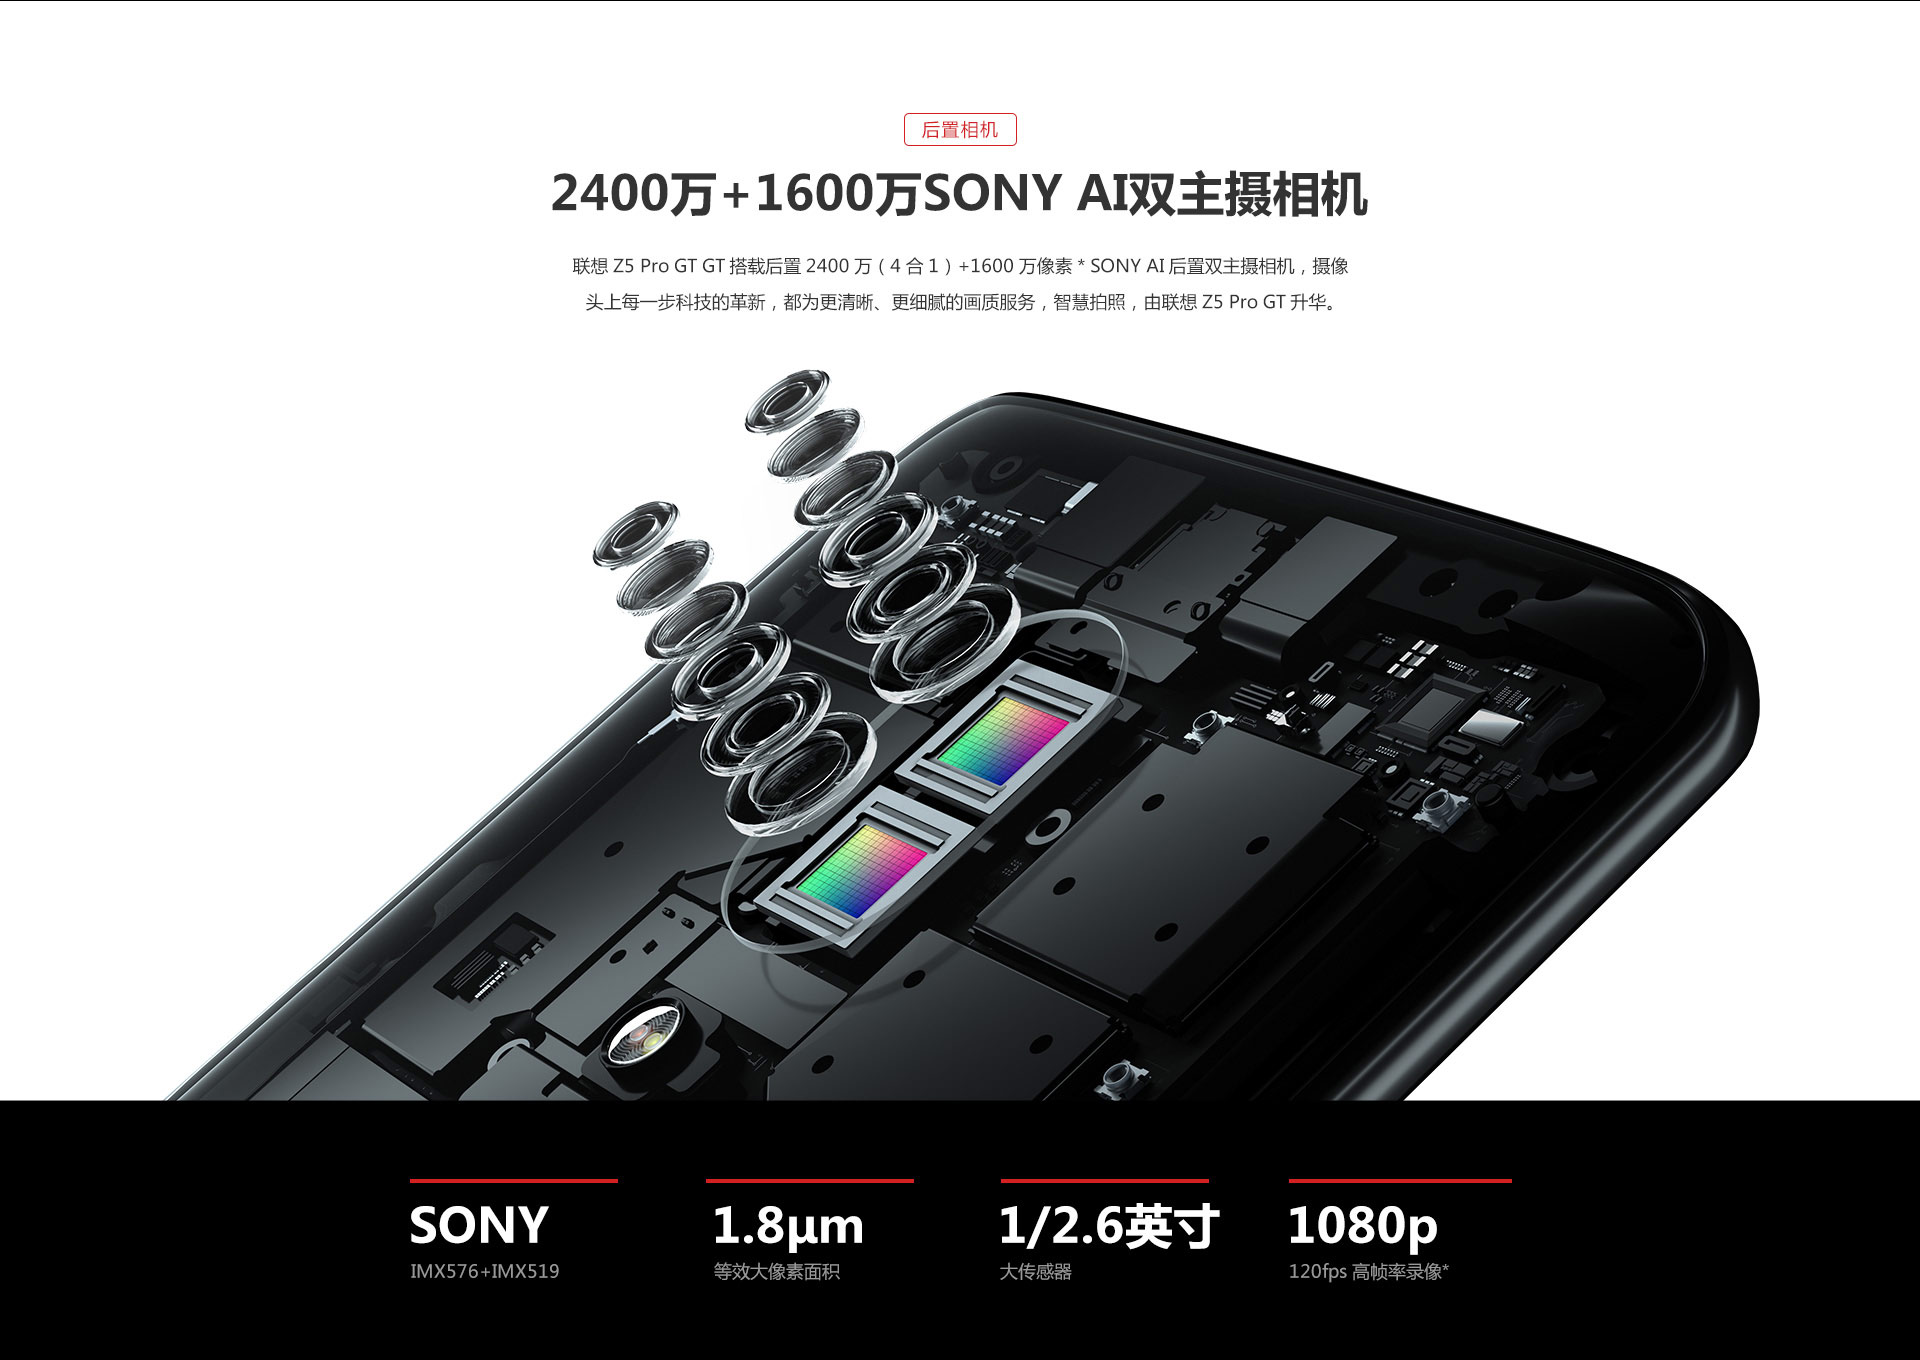 后置相机
2400万+1600万SONY AI双主摄相机
联想 Z5 Pro GT GT 搭载后置 2400 万（4 合 1）+1600 万像素 * SONY AI 后置双主摄相机，摄像
头上每一步科技的革新，都为更清晰、更细腻的画质服务，智慧拍照，由联想 Z5 Pro GT 升华。
SONY
IMX576+IMX519
1.8μm
等效大像素面积
1/2.6英寸
大传感器
1080p
120fps 高帧率录像*